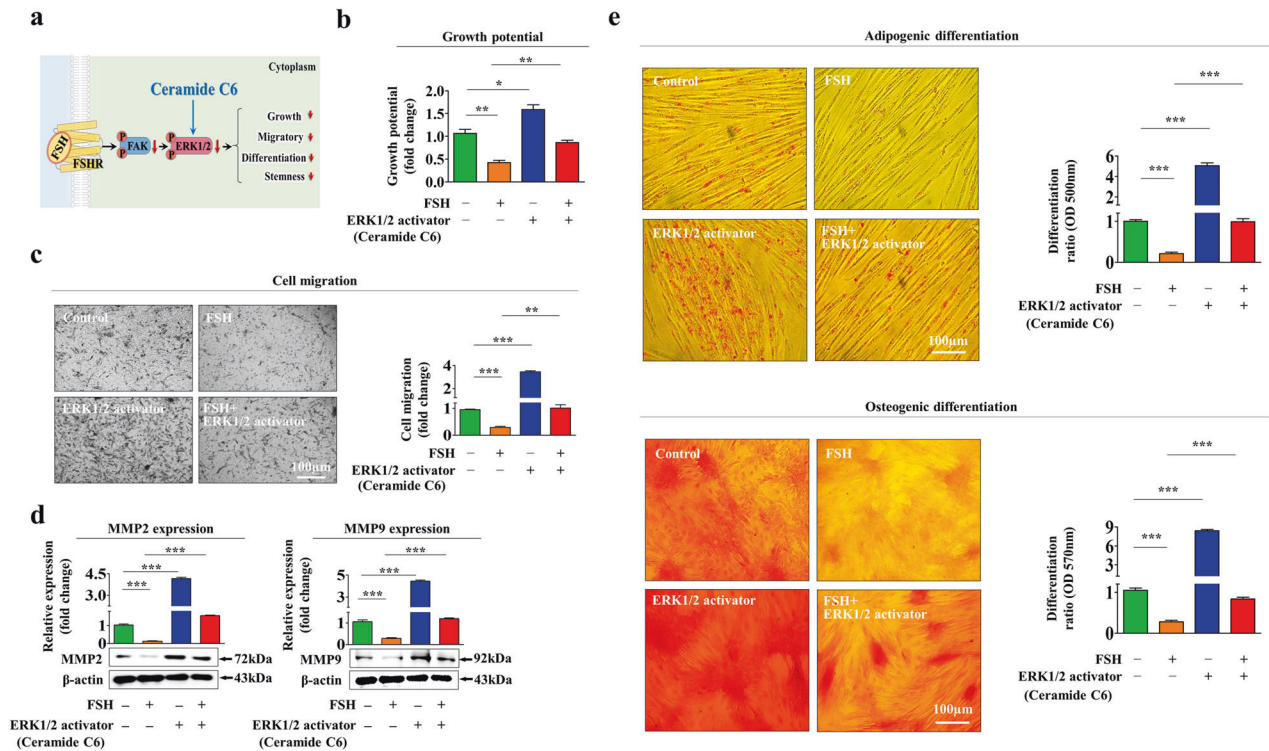 a
Cytoplasm
Ceramide C6
FSH
FSHR
P
P
FAK
P
P
ERK1/2
Growth
Migratory
Differentiation
Stemness
b
Growth potential
Growth potential
(fold change)
2.0
1.5
1.0
0.5
0.0
**
*
**
FSH
– + – +
ERK1/2 activator
– – + +
(Ceramide C6)
c
Cell migration
Control
FSH
ERK1/2 activator
FSH+
ERK1/2 activator
100μm
Cell migration
(fold change)
4
2
1
0
***
***
**
FSH
– + – +
ERK1/2 activator
– – + +
(Ceramide C6)
d
MMP2 expression
Relative expression
(fold change)
4.5
3.0
1
0
***
***
***
MMP2
72kDa
β-actin
43kDa
FSH
– + – +
ERK1/2 activator
– – + +
(Ceramide C6)
MMP9 expression
Relative expression
(fold change)
5
3
1
0
***
***
***
MMP9
92kDa
β-actin
43kDa
FSH
– + – +
ERK1/2 activator
– – + +
(Ceramide C6)
e
Adipogenic differentiation
Control
FSH
ERK1/2 activator
FSH+
ERK1/2 activator
100μm
Differentiation
ratio (OD 500nm)
6
4
2
1
0
***
***
***
FSH
– + – +
ERK1/2 activator
– – + +
(Ceramide C6)
Osteogenic differentiation
Control
FSH
ERK1/2 activator
FSH+
ERK1/2 activator
100μm
Differentiation
ratio (OD 570nm)
9
6
3
1
0
***
***
***
FSH
– + – +
ERK1/2 activator
– – + +
(Ceramide C6)